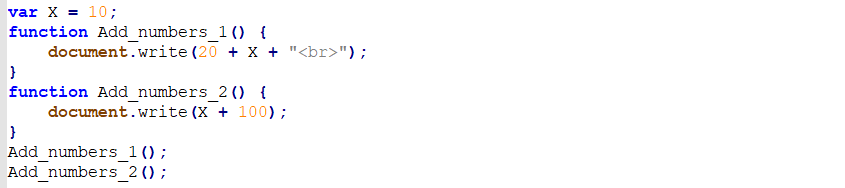 var X = 10;
function Add_numbers_1() {
    document.write(20 + X + "<br>");
}
function Add_numbers_2() {
    document.write(X + 100);
}
Add_numbers_1();
Add_numbers_2();